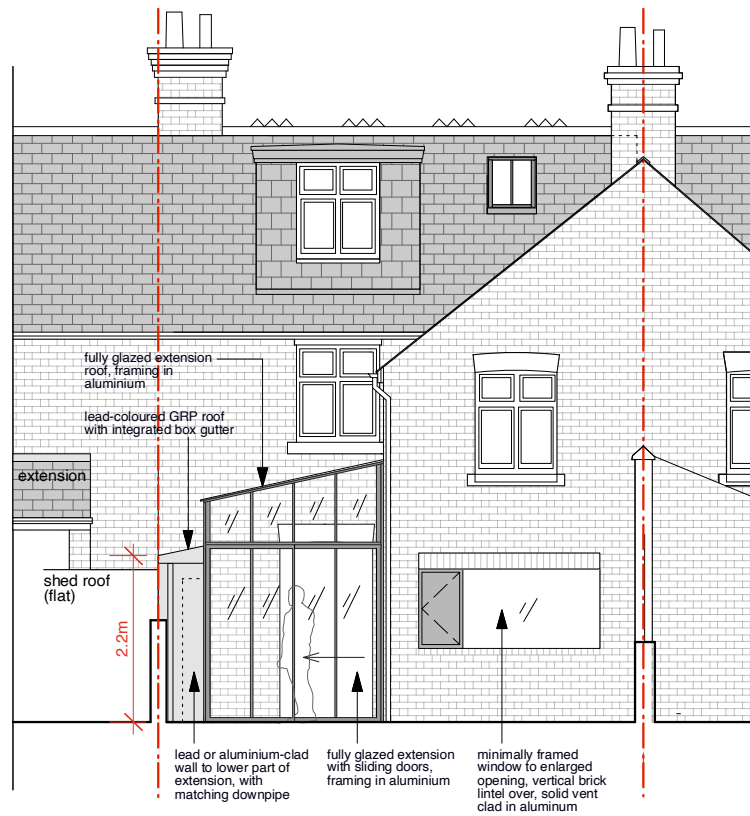 fully glazed extension
roof, framing in
aluminium
lead-coloured GRP roof
with integrated box gutter
extension
shed roof
(flat)
2.2m
lead or aluminium-clad
wall to lower part of
extension, with
matching downpipe
fully glazed extension
with sliding doors,
framing in aluminium
minimally framed
window to enlarged
opening, vertical brick
lintel over, solid vent
clad in aluminum